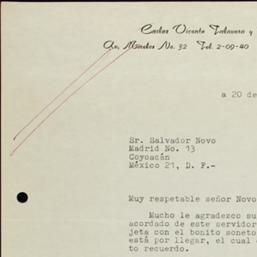 Carlos Vicente Talavera y
Av. Morelos No. 32 Tel. 2-09-40
a 20 de
Sr. Salvador Novo
Madrid No. 13
Coyoacán
México 21, D. F.-
Muy respetable señor Novo
Mucho le agradezco su
acordado de este servidor
jeta con el bonito soneto
está por llegar, el cual
to recuerdo.